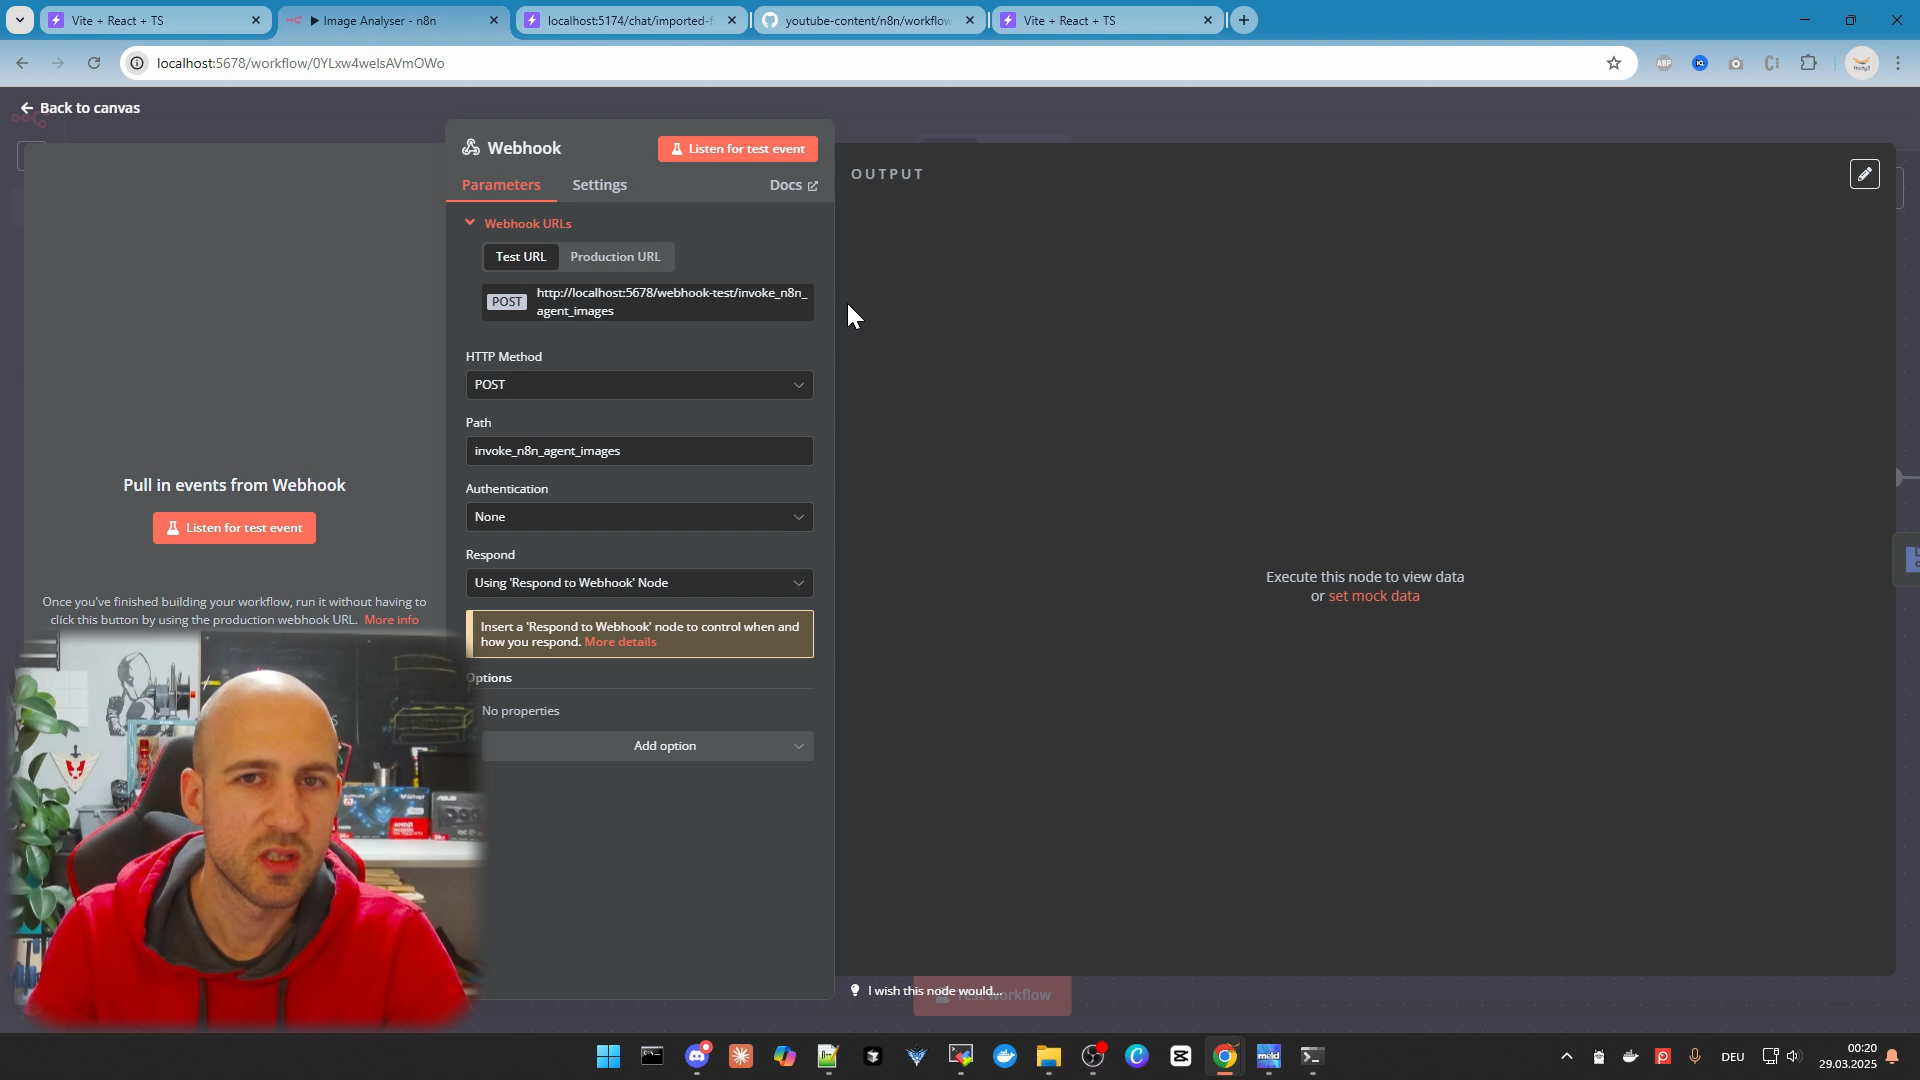 Vite + React + TS
▶ Image Analyser - n8n
localhost:5174/chat/imported-f
youtube-content/n8n/workflow
Vite + React + TS
localhost:5678/workflow/0YLxw4welsAVmOWo
ABP
Back to canvas
Webhook
Listen for test event
Parameters
Settings
Docs
OUTPUT
Webhook URLs
Test URL
Production URL
POST
http://localhost:5678/webhook-test/invoke_n8n_
agent_images
HTTP Method
POST
Path
invoke_n8n_agent_images
Authentication
None
Respond
Using 'Respond to Webhook' Node
Insert a 'Respond to Webhook' node to control when and
how you respond. More details
Options
No properties
Add option
Pull in events from Webhook
Listen for test event
Once you've finished building your workflow, run it without having to
click this button by using the production webhook URL. More info
Execute this node to view data
or set mock data
I wish this node would...
Test workflow
DEU
00:20
29.03.2025